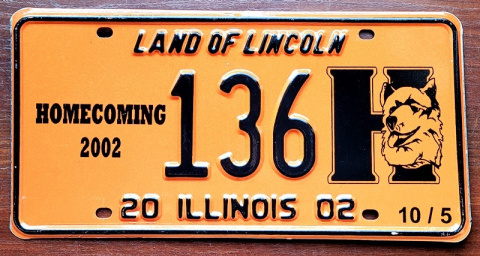 LAND OF LINCOLN
HOMECOMING
2002
136 H
20 ILLINOIS 02
10 / 5